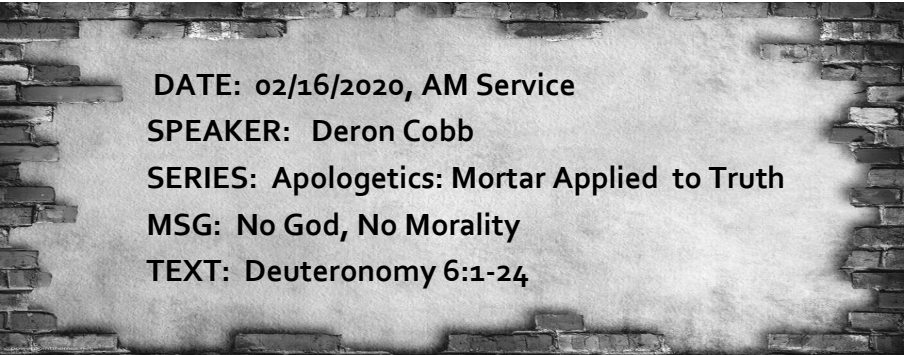 DATE: 02/16/2020, AM Service
SPEAKER: Deron Cobb
SERIES: Apologetics: Mortar Applied to Truth
MSG: No God, No Morality
TEXT: Deuteronomy 6:1-24